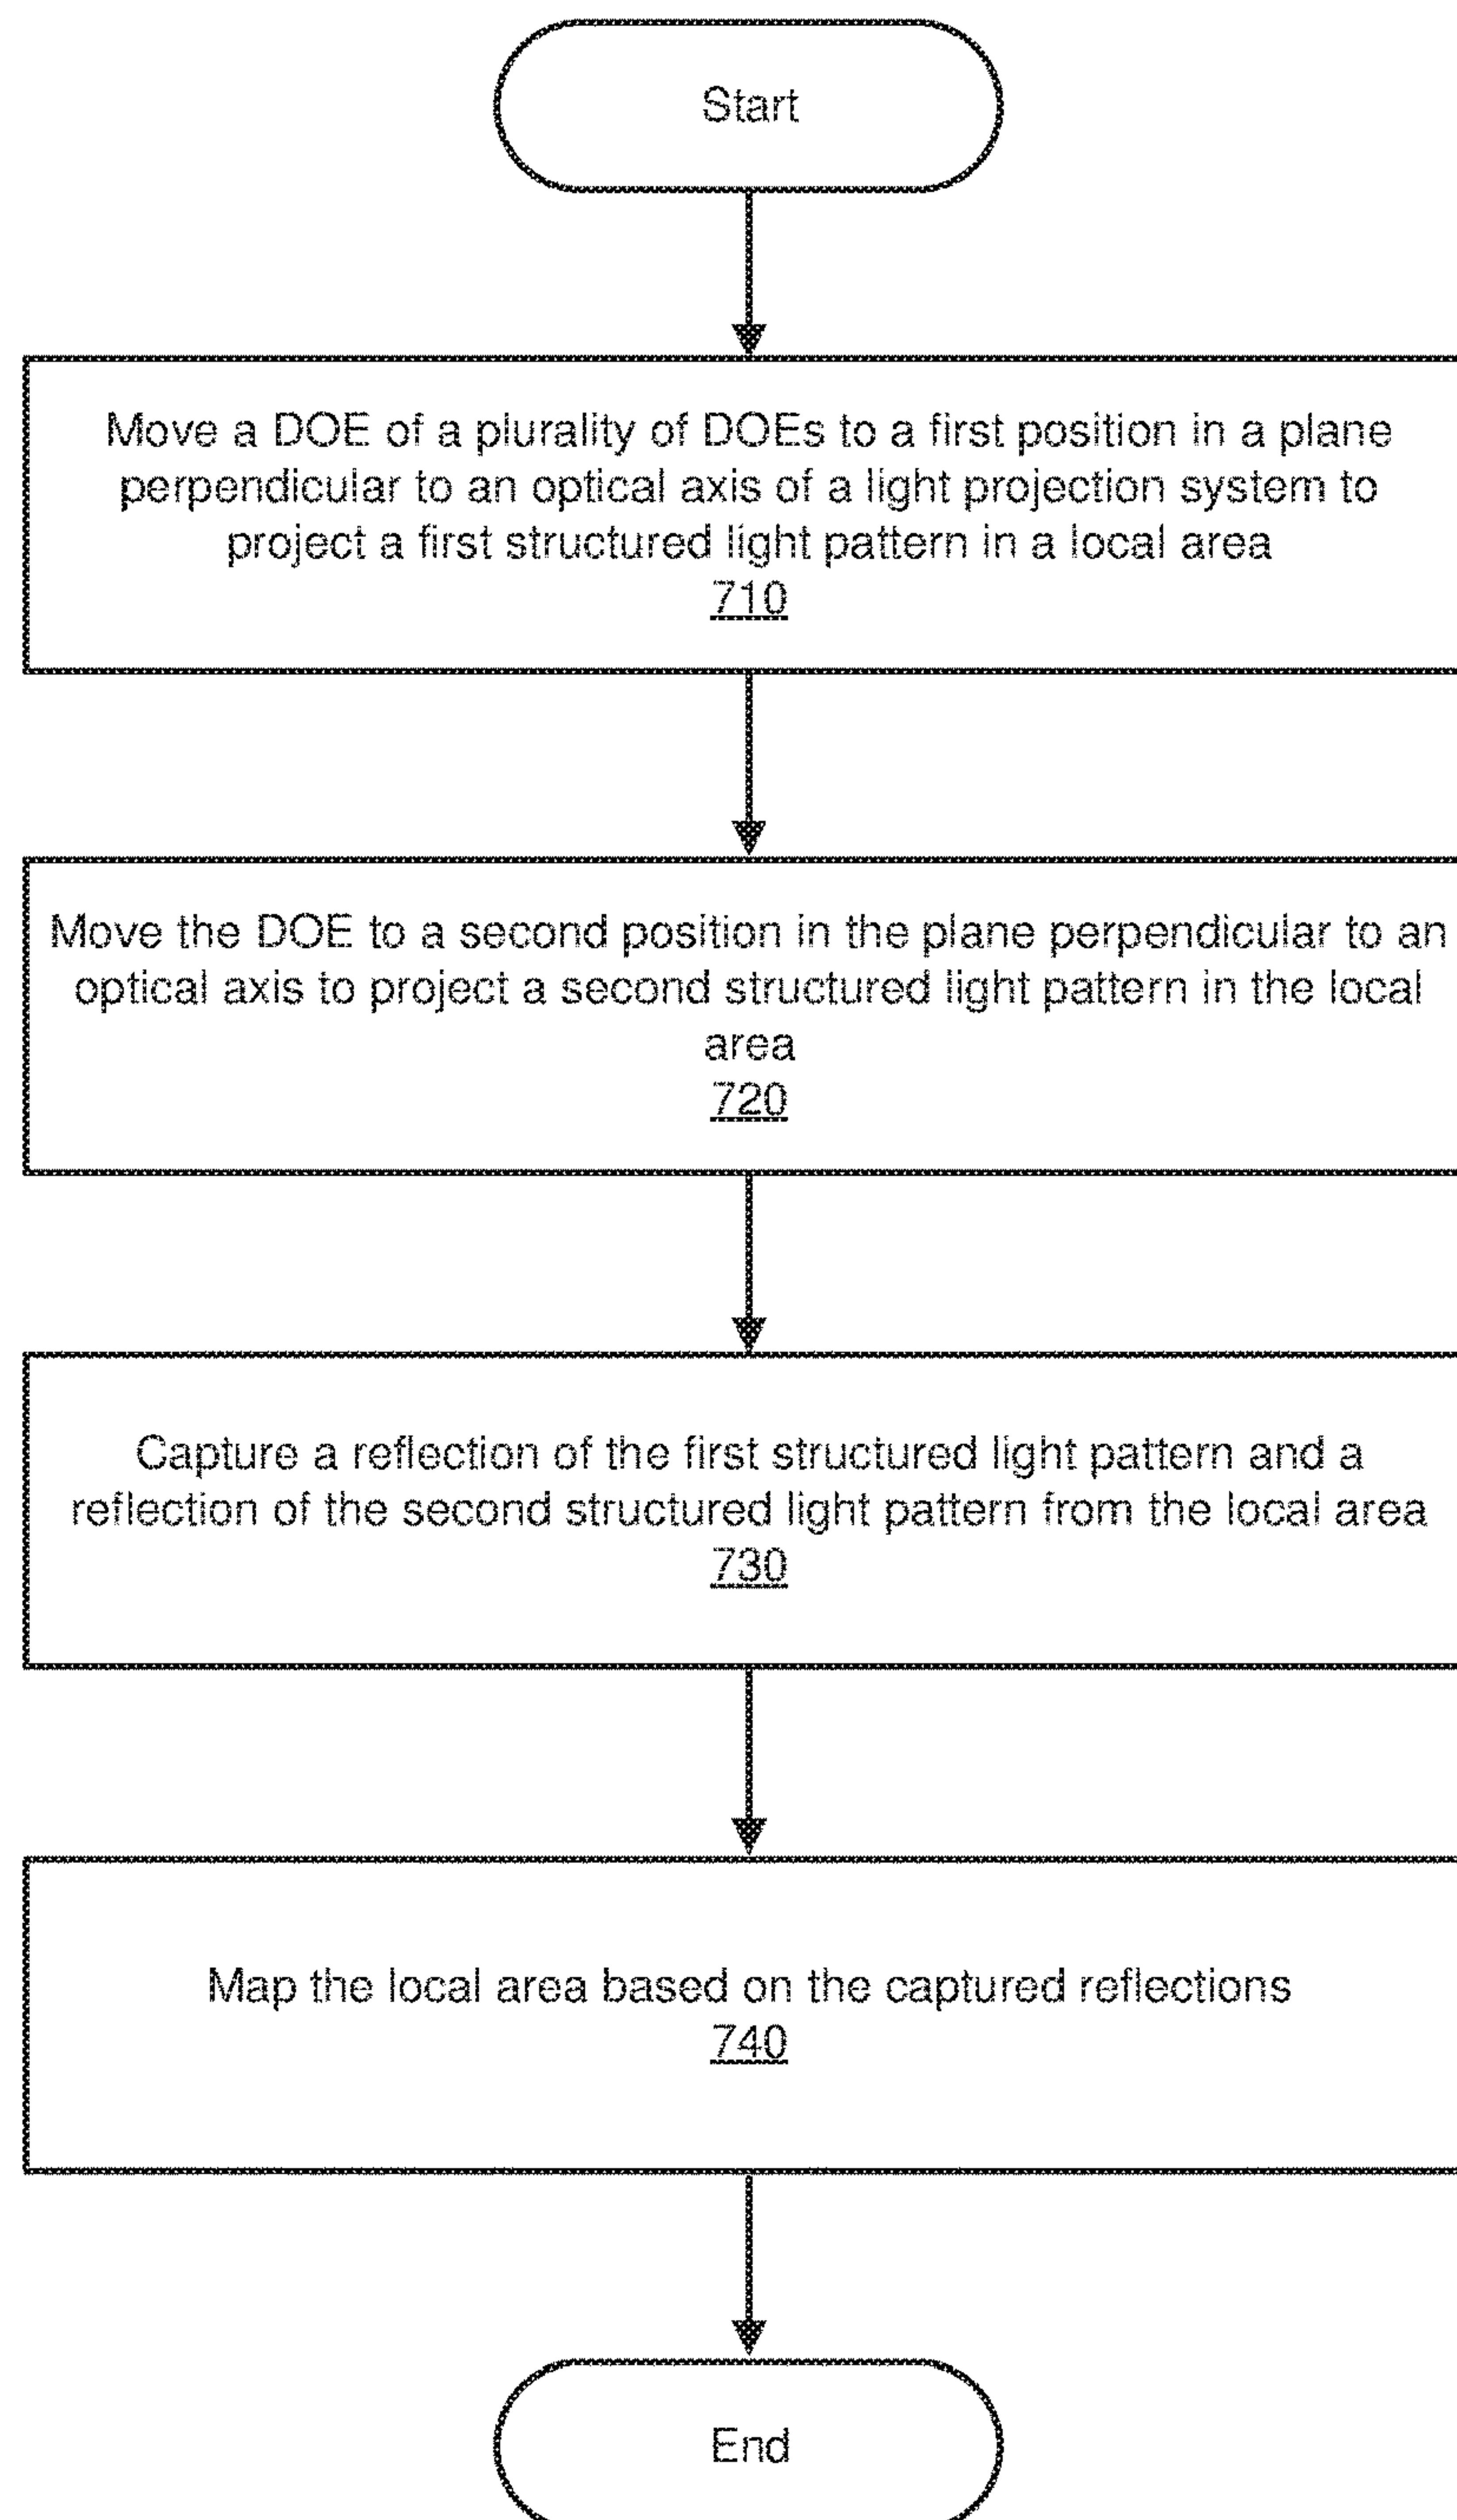 Start
Move a DOE of a plurality of DOEs to a first position in a plane
perpendicular to an optical axis of a light projection system to
project a first structured light pattern in a local area
710
Move the DOE to a second position in the plane perpendicular to an
optical axis to project a second structured light pattern in the local
area
720
Capture a reflection of the first structured light pattern and a
reflection of the second structured light pattern from the local area
730
Map the local area based on the captured reflections
740
End